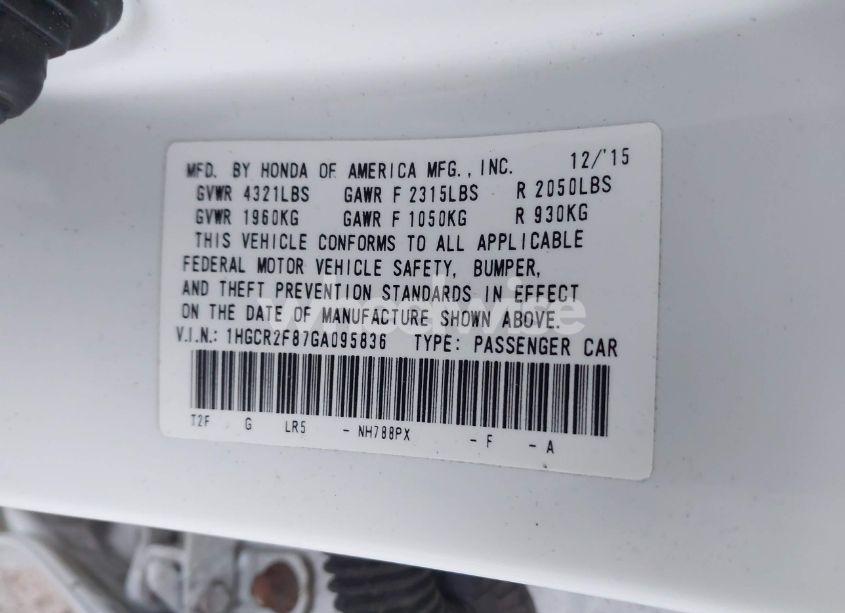 MFD. BY HONDA OF AMERICA MFG., INC. 12/'15
GVWR 4321LBS GAWR F 2315LBS R 2050LBS
GVWR 1960KG GAWR F 1050KG R 930KG
THIS VEHICLE CONFORMS TO ALL APPLICABLE
FEDERAL MOTOR VEHICLE SAFETY, BUMPER,
AND THEFT PREVENTION STANDARDS IN EFFECT
ON THE DATE OF MANUFACTURE SHOWN ABOVE.
V.I.N.: 1HGCR2F87GA095836 TYPE: PASSENGER CAR
T2F G LR5 - NH788PX - F - A